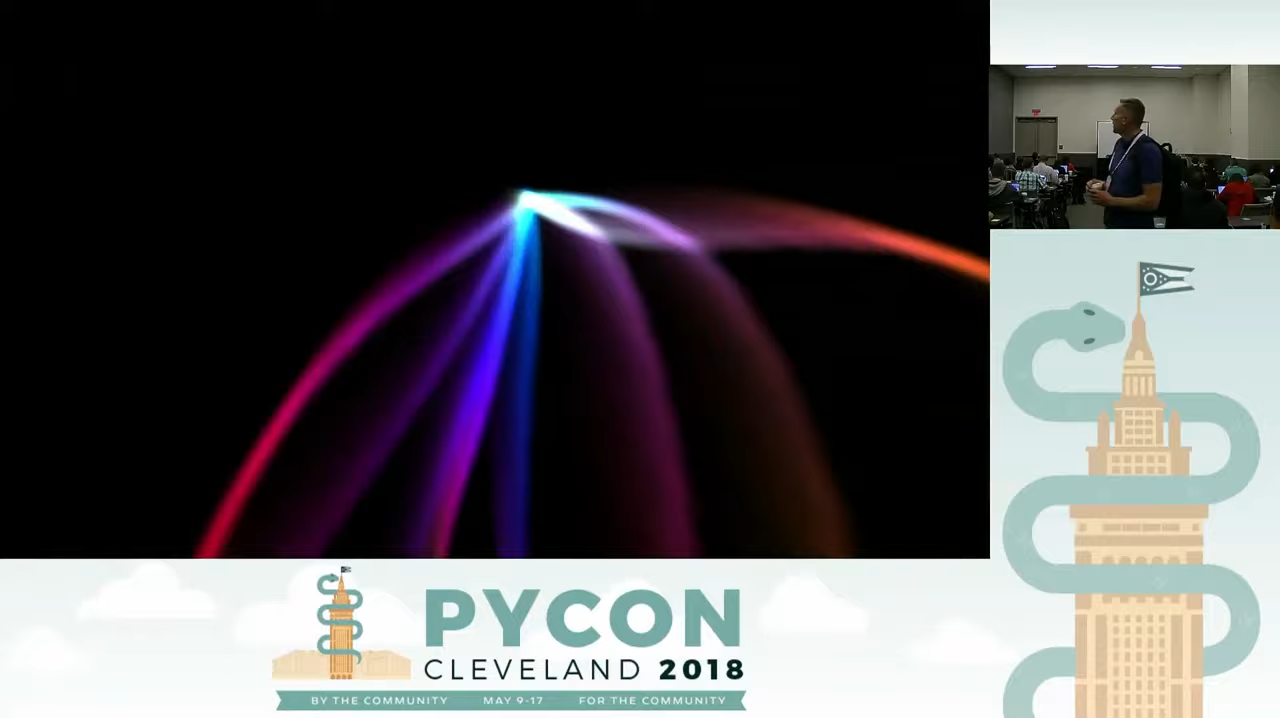 PYCON
CLEVELAND 2018
BY THE COMMUNITY MAY 9-17 FOR THE COMMUNITY